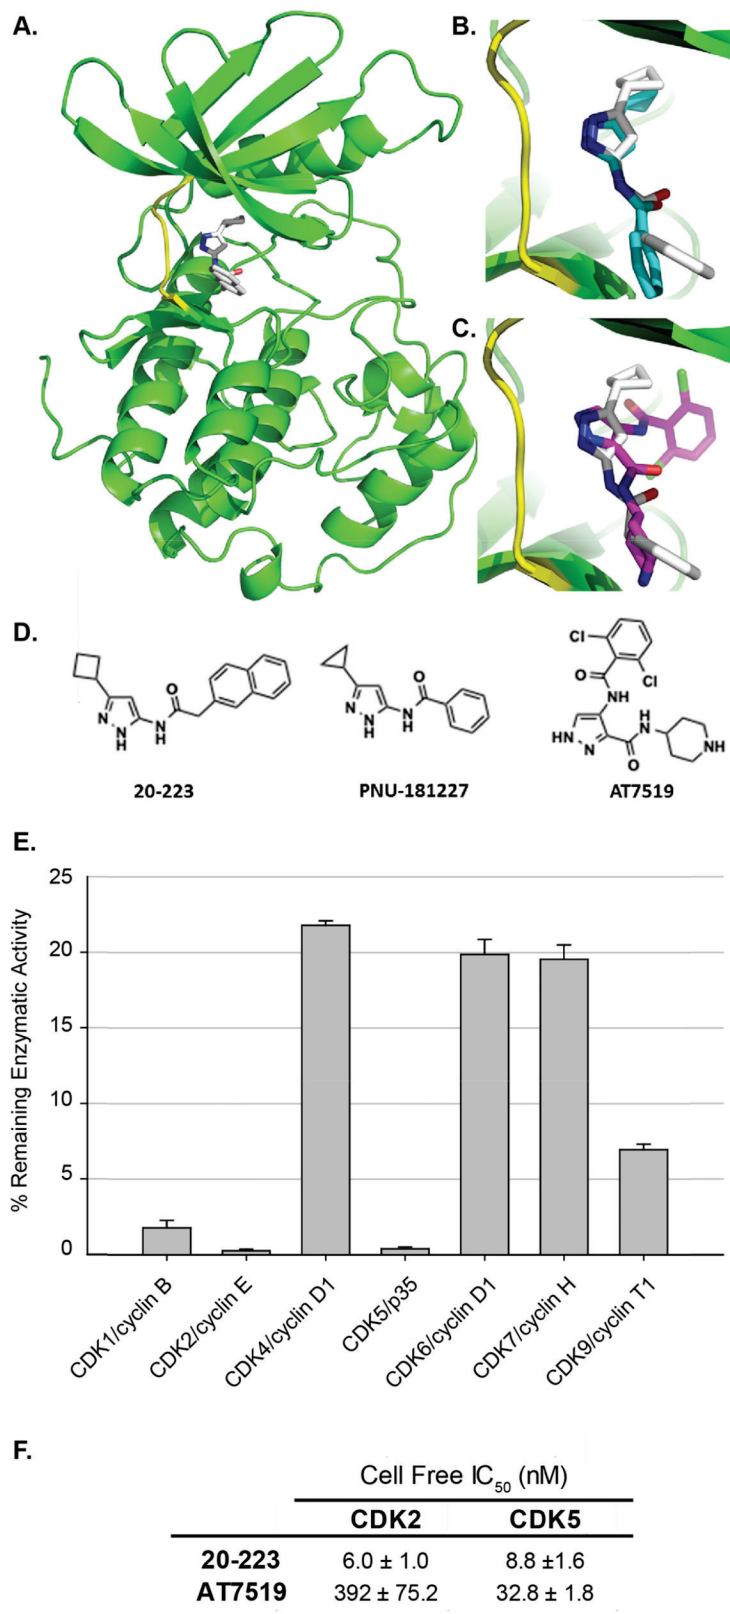 A.
B.
C.
D.
N
N
H
N
H
O
20-223
N
N
H
N
H
O
PNU-181227
Cl
Cl
O
NH
HN
N
H
N
O
NH
AT7519
E.
% Remaining Enzymatic Activity
25
20
15
10
5
0
CDK1/cyclin B
CDK2/cyclin E
CDK4/cyclin D1
CDK5/p35
CDK6/cyclin D1
CDK7/cyclin H
CDK9/cyclin T1
F.
Cell Free IC50 (nM)
CDK2 CDK5
20-223 6.0 ± 1.0 8.8 ±1.6
AT7519 392 ± 75.2 32.8 ± 1.8